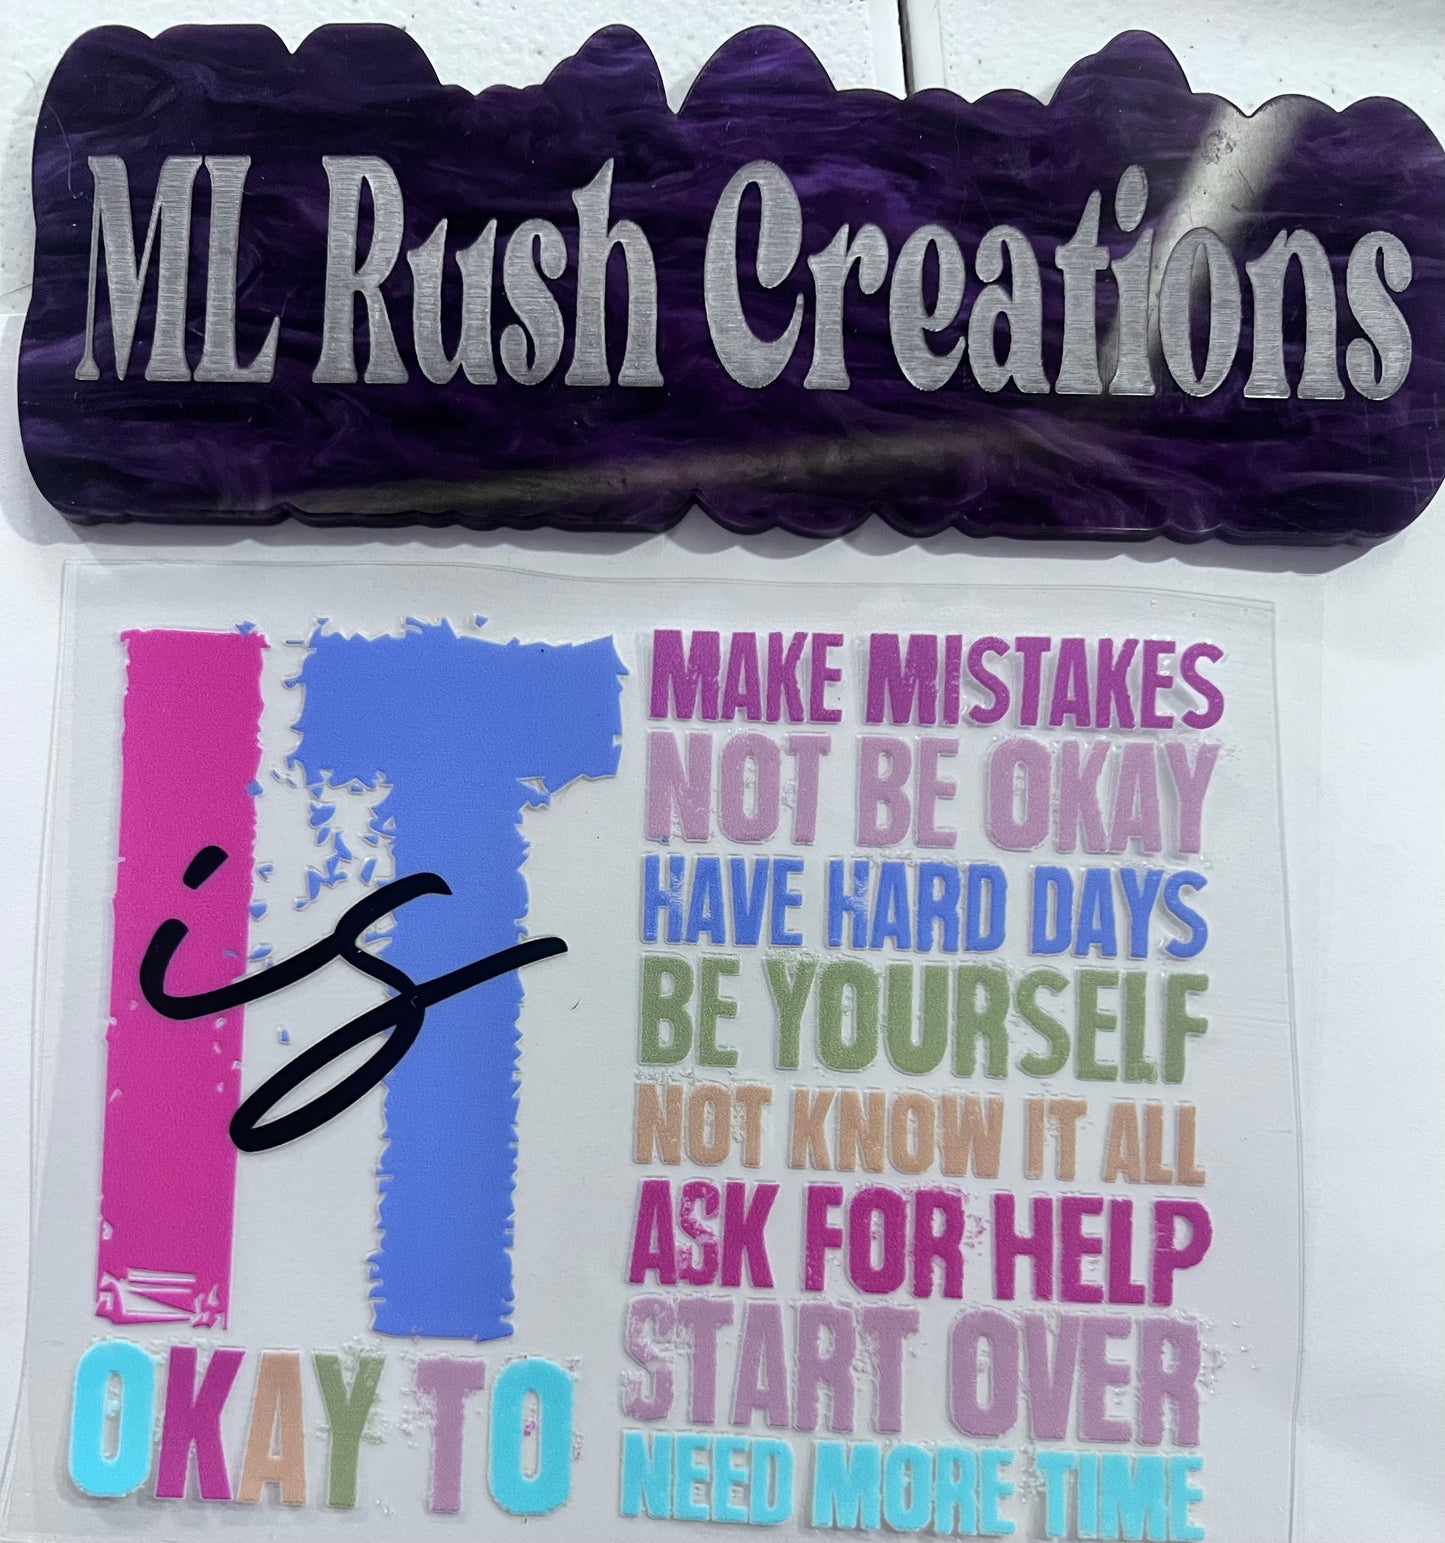 ML Rush Creations
IT
is
OKAY TO
MAKE MISTAKES
NOT BE OKAY
HAVE HARD DAYS
BE YOURSELF
NOT KNOW IT ALL
ASK FOR HELP
START OVER
NEED MORE TIME